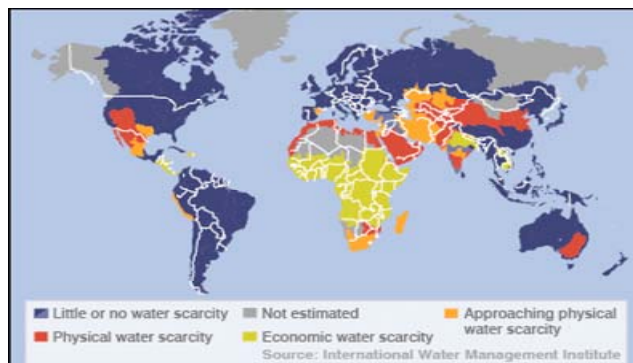 Little or no water scarcity
Not estimated
Approaching physical
water scarcity
Physical water scarcity
Economic water scarcity
Source: International Water Management Institute